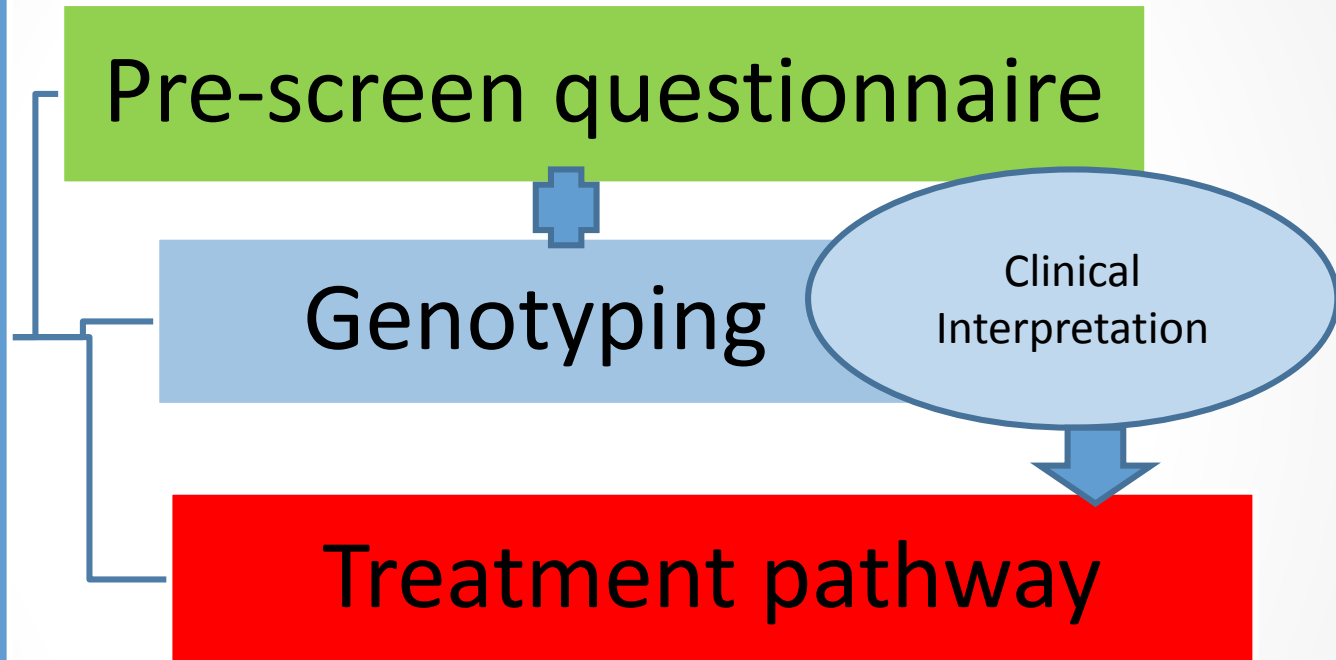 Pre-screen questionnaire
Genotyping
Clinical
Interpretation
Treatment pathway